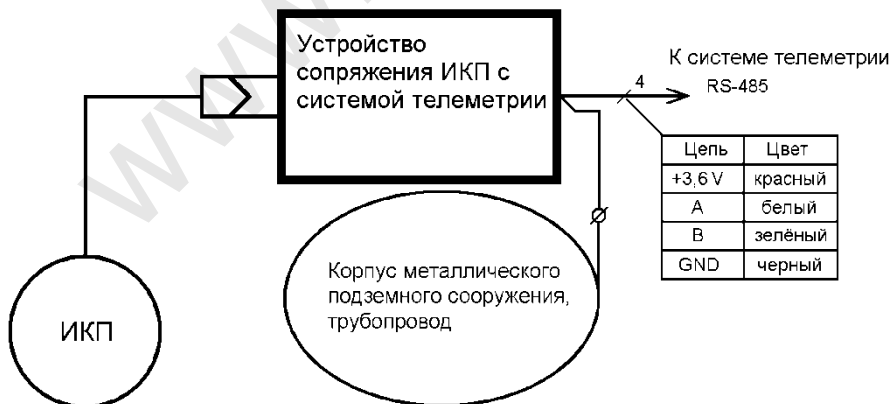 Устройство
сопряжения ИКП с
системой телеметрии
4
К системе телеметрии
RS-485
Цепь Цвет
+3,6 V красный
A белый
B зелёный
GND черный
Корпус металлического
подземного сооружения,
трубопровод
ИКП
www.